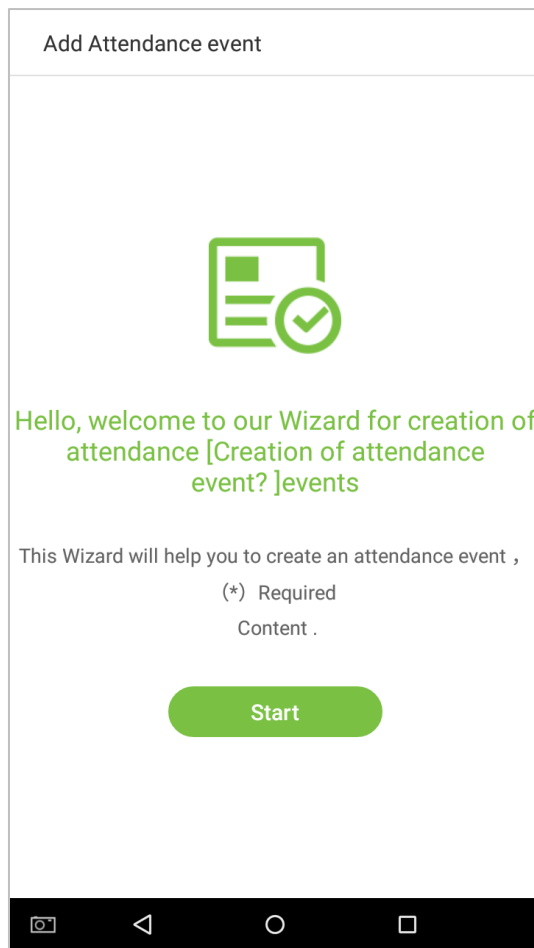 Add Attendance event
Hello, welcome to our Wizard for creation of
attendance [Creation of attendance
event? ]events
This Wizard will help you to create an attendance event ，
(*) Required
Content .
Start